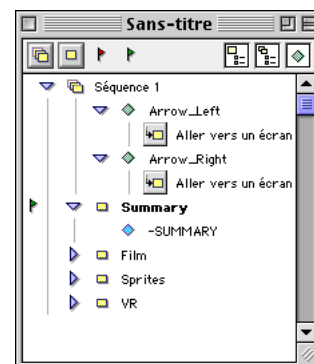 Sans-titre
Séquence 1
Arrow_Left
Aller vers un écran
Arrow_Right
Aller vers un écran
Summary
-SUMMARY
Film
Sprites
VR